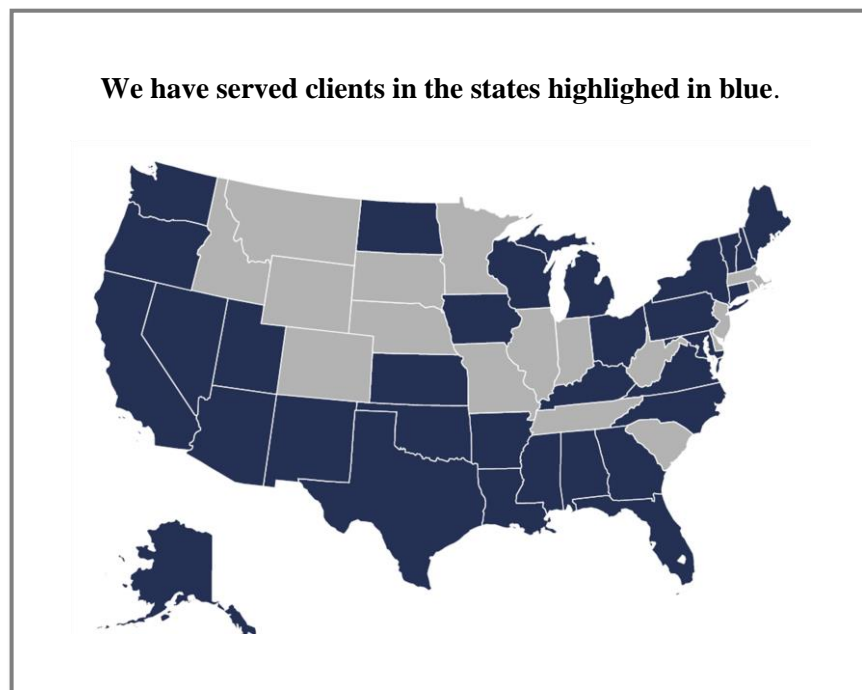 We have served clients in the states highlighed in blue.